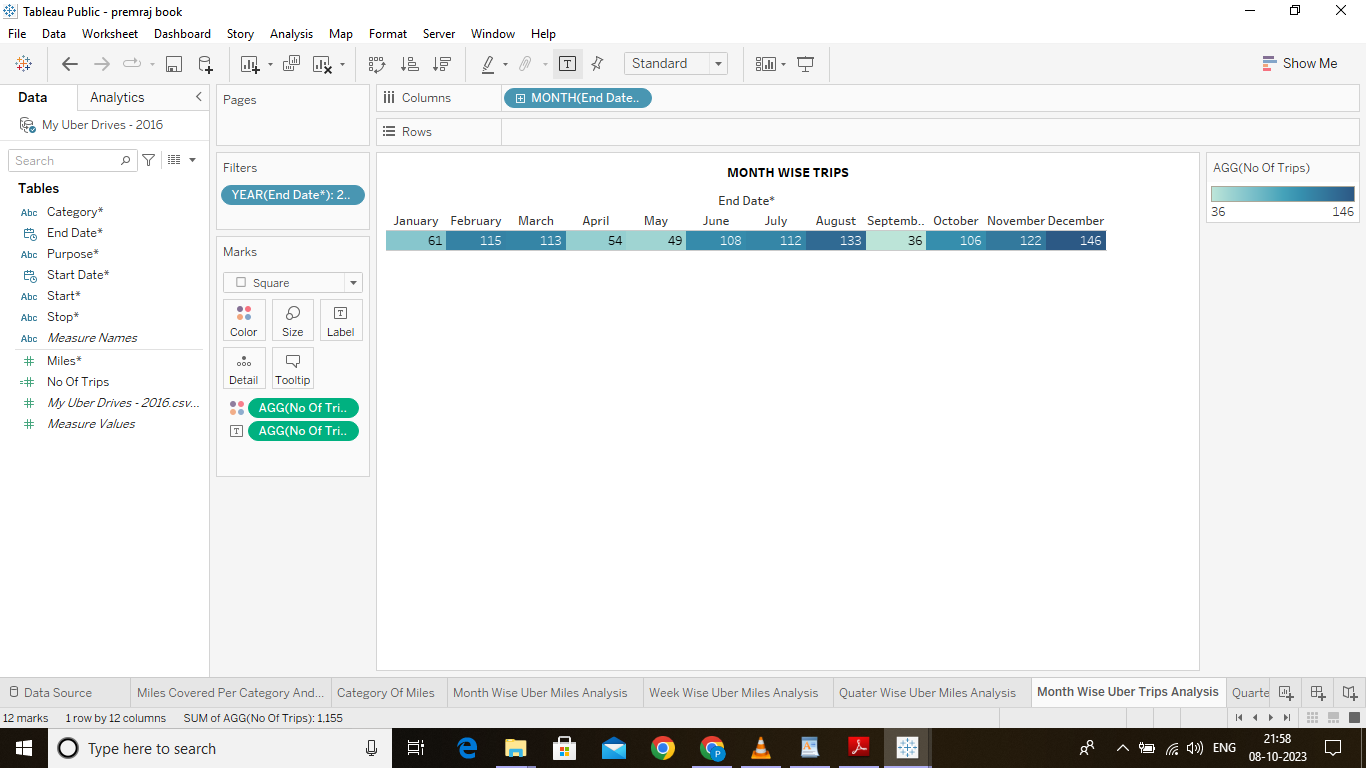 Tableau Public - premraj book
File Data Worksheet Dashboard Story Analysis Map Format Server Window Help
Standard
Show Me
Data Analytics
My Uber Drives - 2016
Search
Tables
Abc Category*
End Date*
Abc Purpose*
Start Date*
Abc Start*
Abc Stop*
Abc Measure Names
Miles*
No Of Trips
My Uber Drives - 2016.csv...
Measure Values
Pages
Filters
YEAR(End Date*): 2..
Marks
Square
Color Size Label
Detail Tooltip
AGG(No Of Tri..
AGG(No Of Tri..
Columns MONTH(End Date..
Rows
MONTH WISE TRIPS
End Date*
January February March April May June July August Septemb.. October November December
61 115 113 54 49 108 112 133 36 106 122 146
AGG(No Of Trips)
36 146
Data Source Miles Covered Per Category And... Category Of Miles Month Wise Uber Miles Analysis Week Wise Uber Miles Analysis Quater Wise Uber Miles Analysis Month Wise Uber Trips Analysis Quarte
12 marks 1 row by 12 columns SUM of AGG(No Of Trips): 1,155
Type here to search
ENG
21:58
08-10-2023